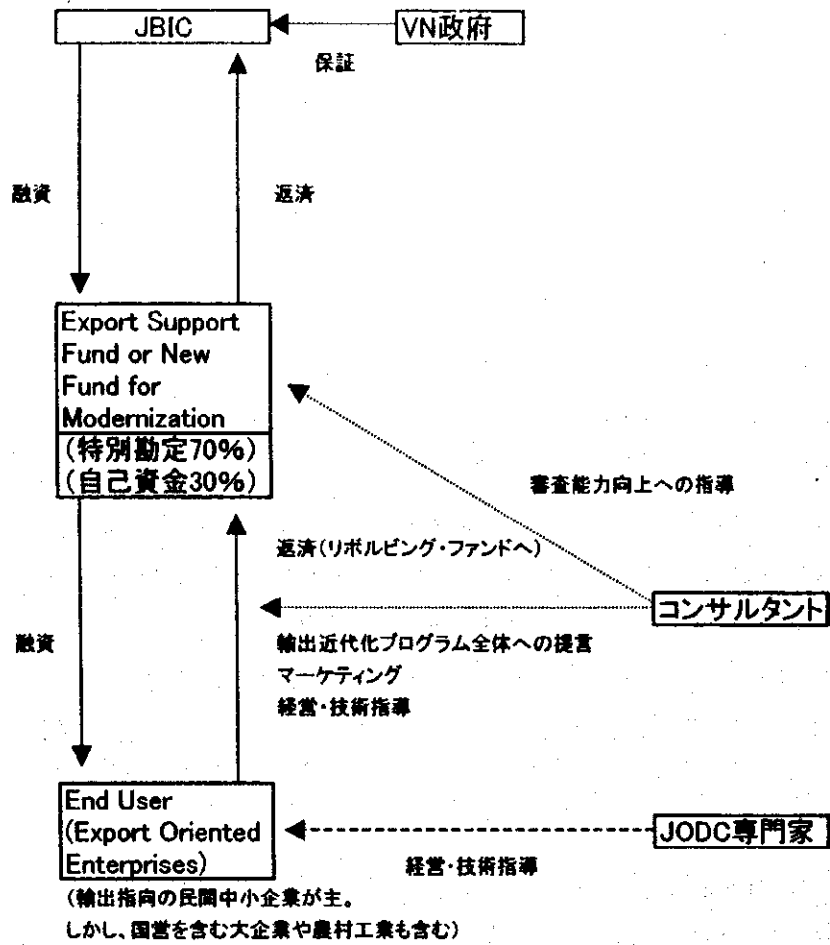 JBIC
VN政府
保証
融資
返済
Export Support
Fund or New
Fund for
Modernization
(特別勘定70%)
(自己資金30%)
審査能力向上への指導
返済(リボルビング・ファンドへ)
コンサルタント
融資
輸出近代化プログラム全体への提言
マーケティング
経営・技術指導
End User
(Export Oriented
Enterprises)
JODC専門家
経営・技術指導
(輸出指向の民間中小企業が主。
しかし、国営を含む大企業や農村工業も含む)